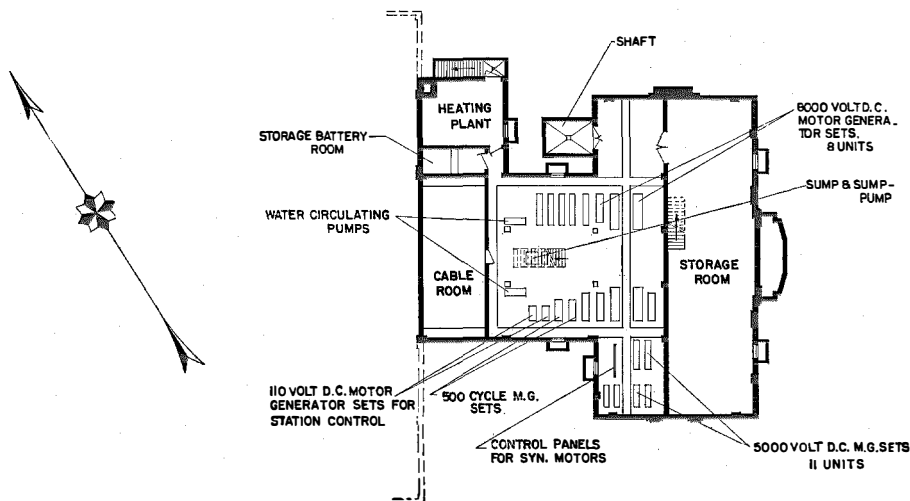 SHAFT
HEATING
PLANT
STORAGE BATTERY
ROOM
8000 VOLT D.C.
MOTOR GENERA-
TOR SETS.
8 UNITS
SUMP & SUMP-
PUMP
WATER CIRCULATING
PUMPS
CABLE
ROOM
STORAGE
ROOM
110 VOLT D.C. MOTOR
GENERATOR SETS FOR
STATION CONTROL
500 CYCLE M.G.
SETS
CONTROL PANELS
FOR SYN. MOTORS
5000 VOLT D.C. M.G. SETS
11 UNITS